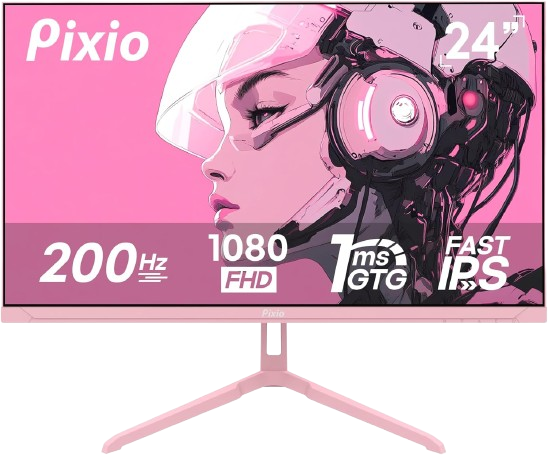 Pixio
24”
200Hz
1080
FHD
1ms
GTG
FAST
IPS
Pixio